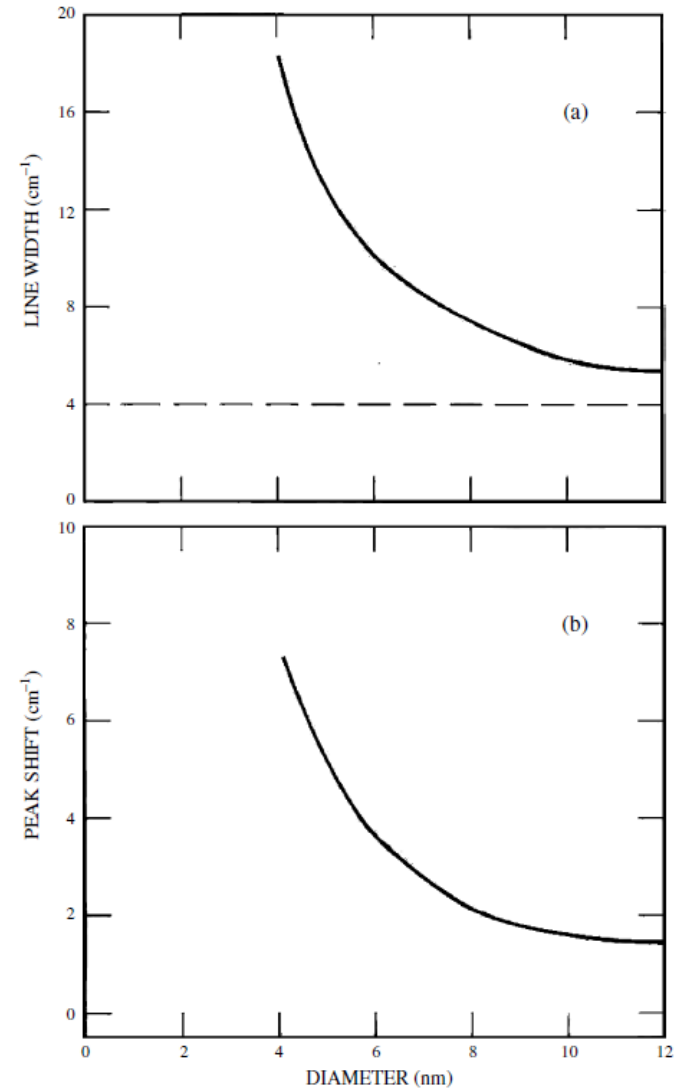 20
16
12
8
4
0
LINE WIDTH (cm⁻¹)
(a)
10
8
6
4
2
0
PEAK SHIFT (cm⁻¹)
(b)
0 2 4 6 8 10 12
DIAMETER (nm)